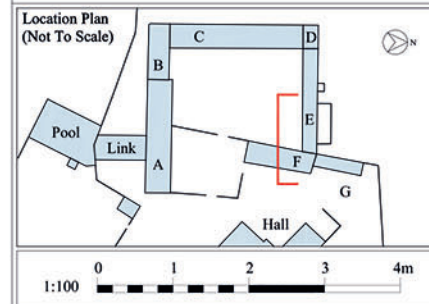 Location Plan
(Not To Scale)
C
D
N
B
E
Pool
Link
A
F
G
Hall
1:100
0
1
2
3
4m